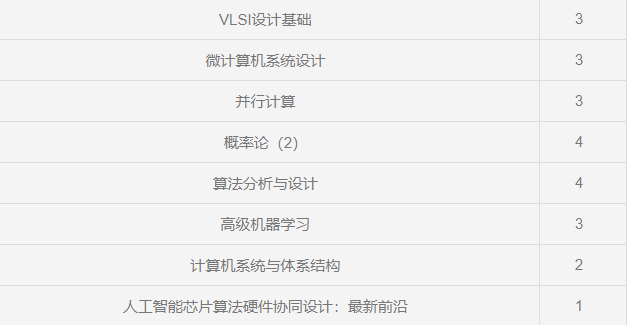 VLSI设计基础 3
微计算机系统设计 3
并行计算 3
概率论（2） 4
算法分析与设计 4
高级机器学习 3
计算机系统与体系结构 2
人工智能芯片算法硬件协同设计：最新前沿 1